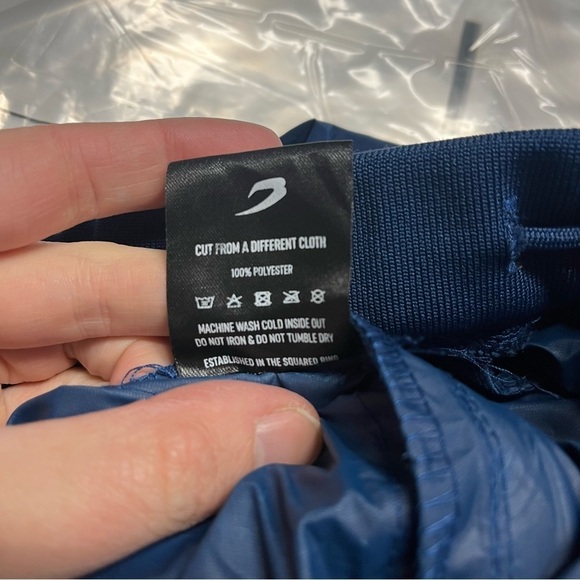 CUT FROM A DIFFERENT CLOTH
100% POLYESTER
MACHINE WASH COLD INSIDE OUT
DO NOT IRON & DO NOT TUMBLE DRY
ESTABLISHED IN THE SQUARED RING